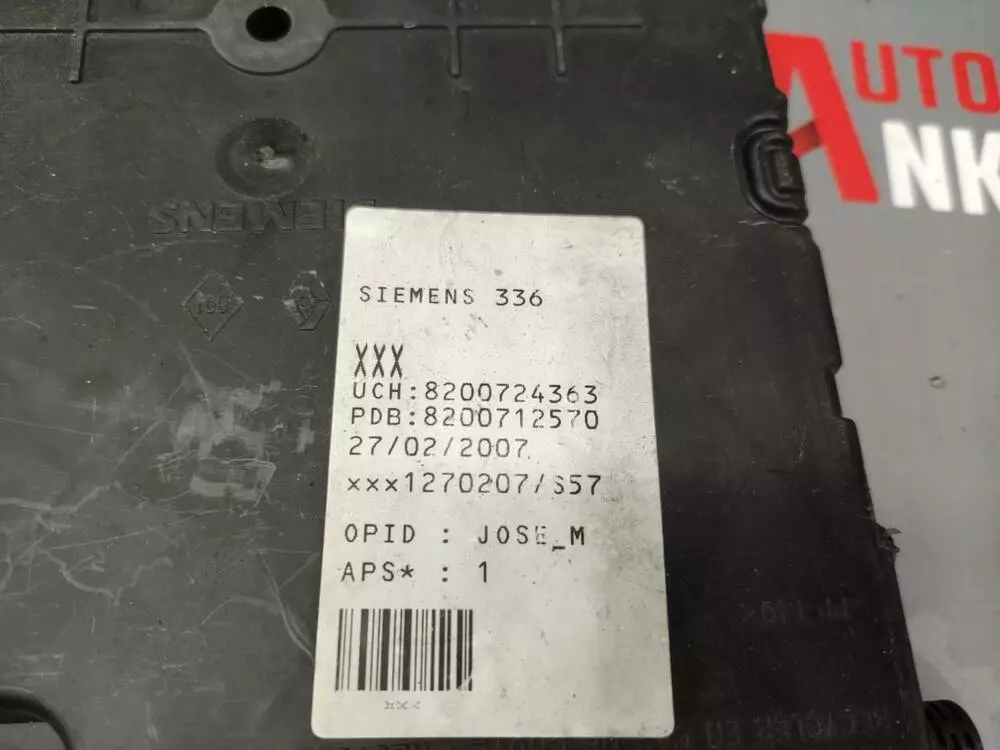 AUTO
ANK
SIEMENS
SIEMENS 336
XXX
UCH:8200724363
PDB:8200712570
27/02/2007
xxx1270207/S57
OPID : JOSE_M
APS* : 1
xxx